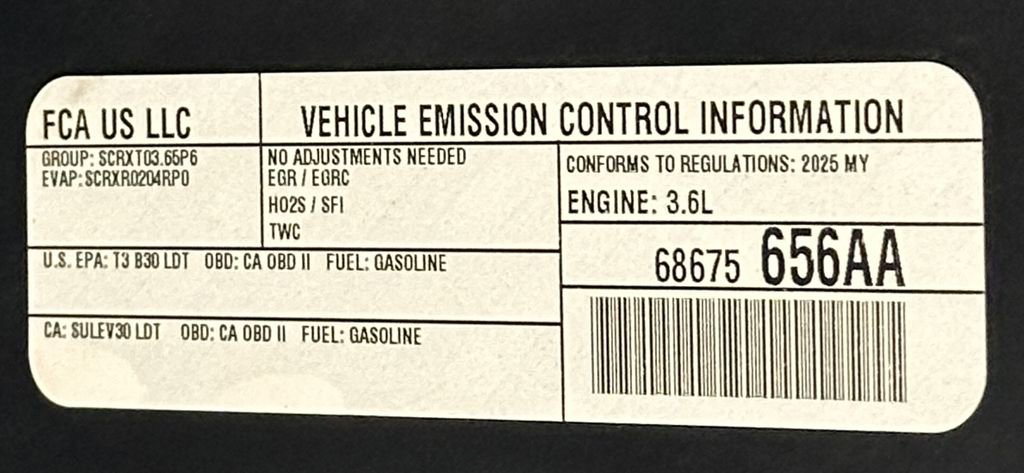 FCA US LLC
VEHICLE EMISSION CONTROL INFORMATION
GROUP: SCRXT03.65P6
EVAP: SCRXR0204RP0
NO ADJUSTMENTS NEEDED
EGR / EGRC
HO2S / SFI
TWC
CONFORMS TO REGULATIONS: 2025 MY
ENGINE: 3.6L
U.S. EPA: T3 B30 LDT OBD: CA OBD II FUEL: GASOLINE
68675 656AA
CA: SULEV30 LDT OBD: CA OBD II FUEL: GASOLINE